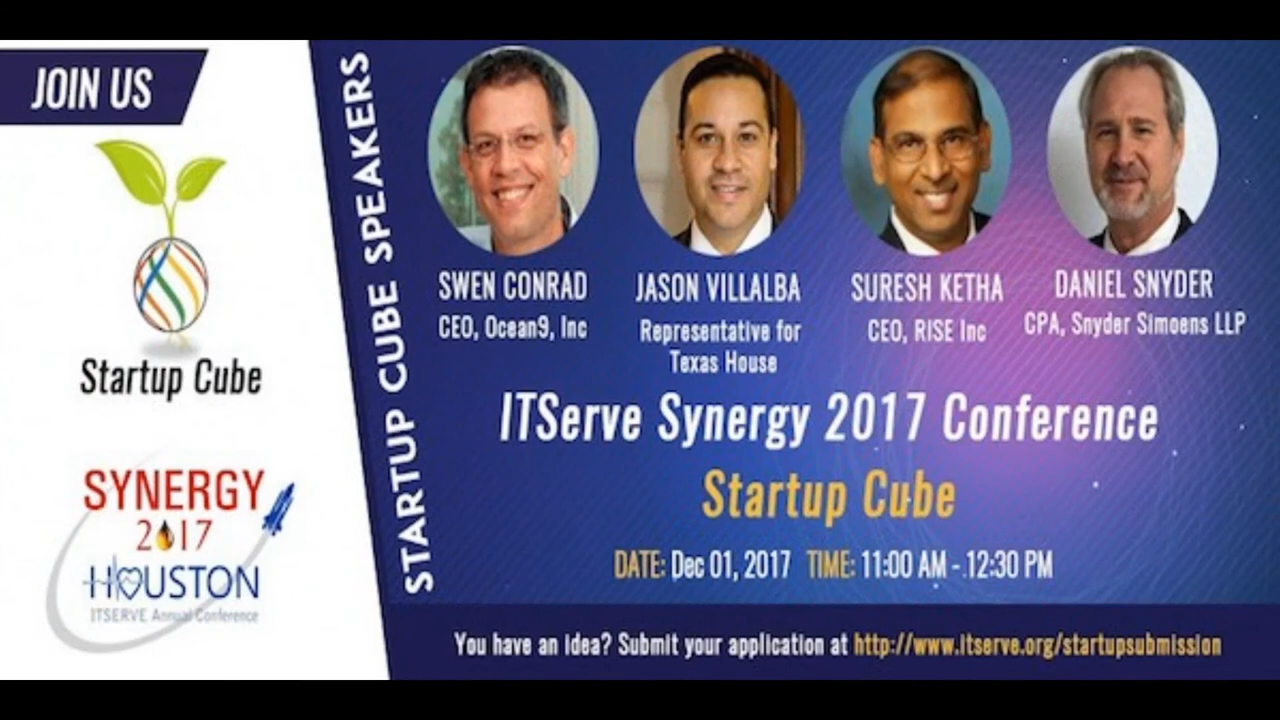 JOIN US
Startup Cube
SYNERGY
2017
HOUSTON
ITSERVE Annual Conference
STARTUP CUBE SPEAKERS
SWEN CONRAD
CEO, Ocean9, Inc
JASON VILLALBA
Representative for
Texas House
SURESH KETHA
CEO, RISE Inc
DANIEL SNYDER
CPA, Snyder Simoens LLP
ITServe Synergy 2017 Conference
Startup Cube
DATE: Dec 01, 2017 TIME: 11:00 AM - 12:30 PM
You have an idea? Submit your application at http://www.itserve.org/startupsubmission